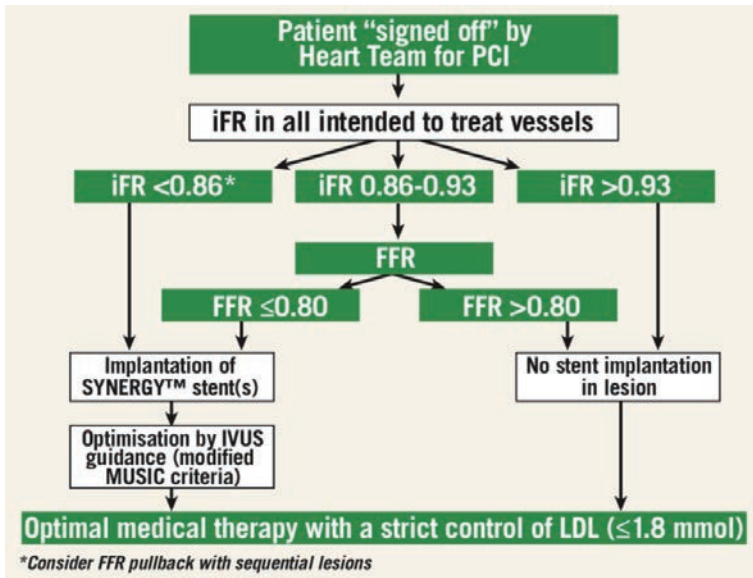 Patient “signed off” by
Heart Team for PCI
iFR in all intended to treat vessels
iFR <0.86*
iFR 0.86-0.93
iFR >0.93
FFR
FFR ≤0.80
FFR >0.80
Implantation of
SYNERGY™ stent(s)
No stent implantation
in lesion
Optimisation by IVUS
guidance (modified
MUSIC criteria)
Optimal medical therapy with a strict control of LDL (≤1.8 mmol)
*Consider FFR pullback with sequential lesions